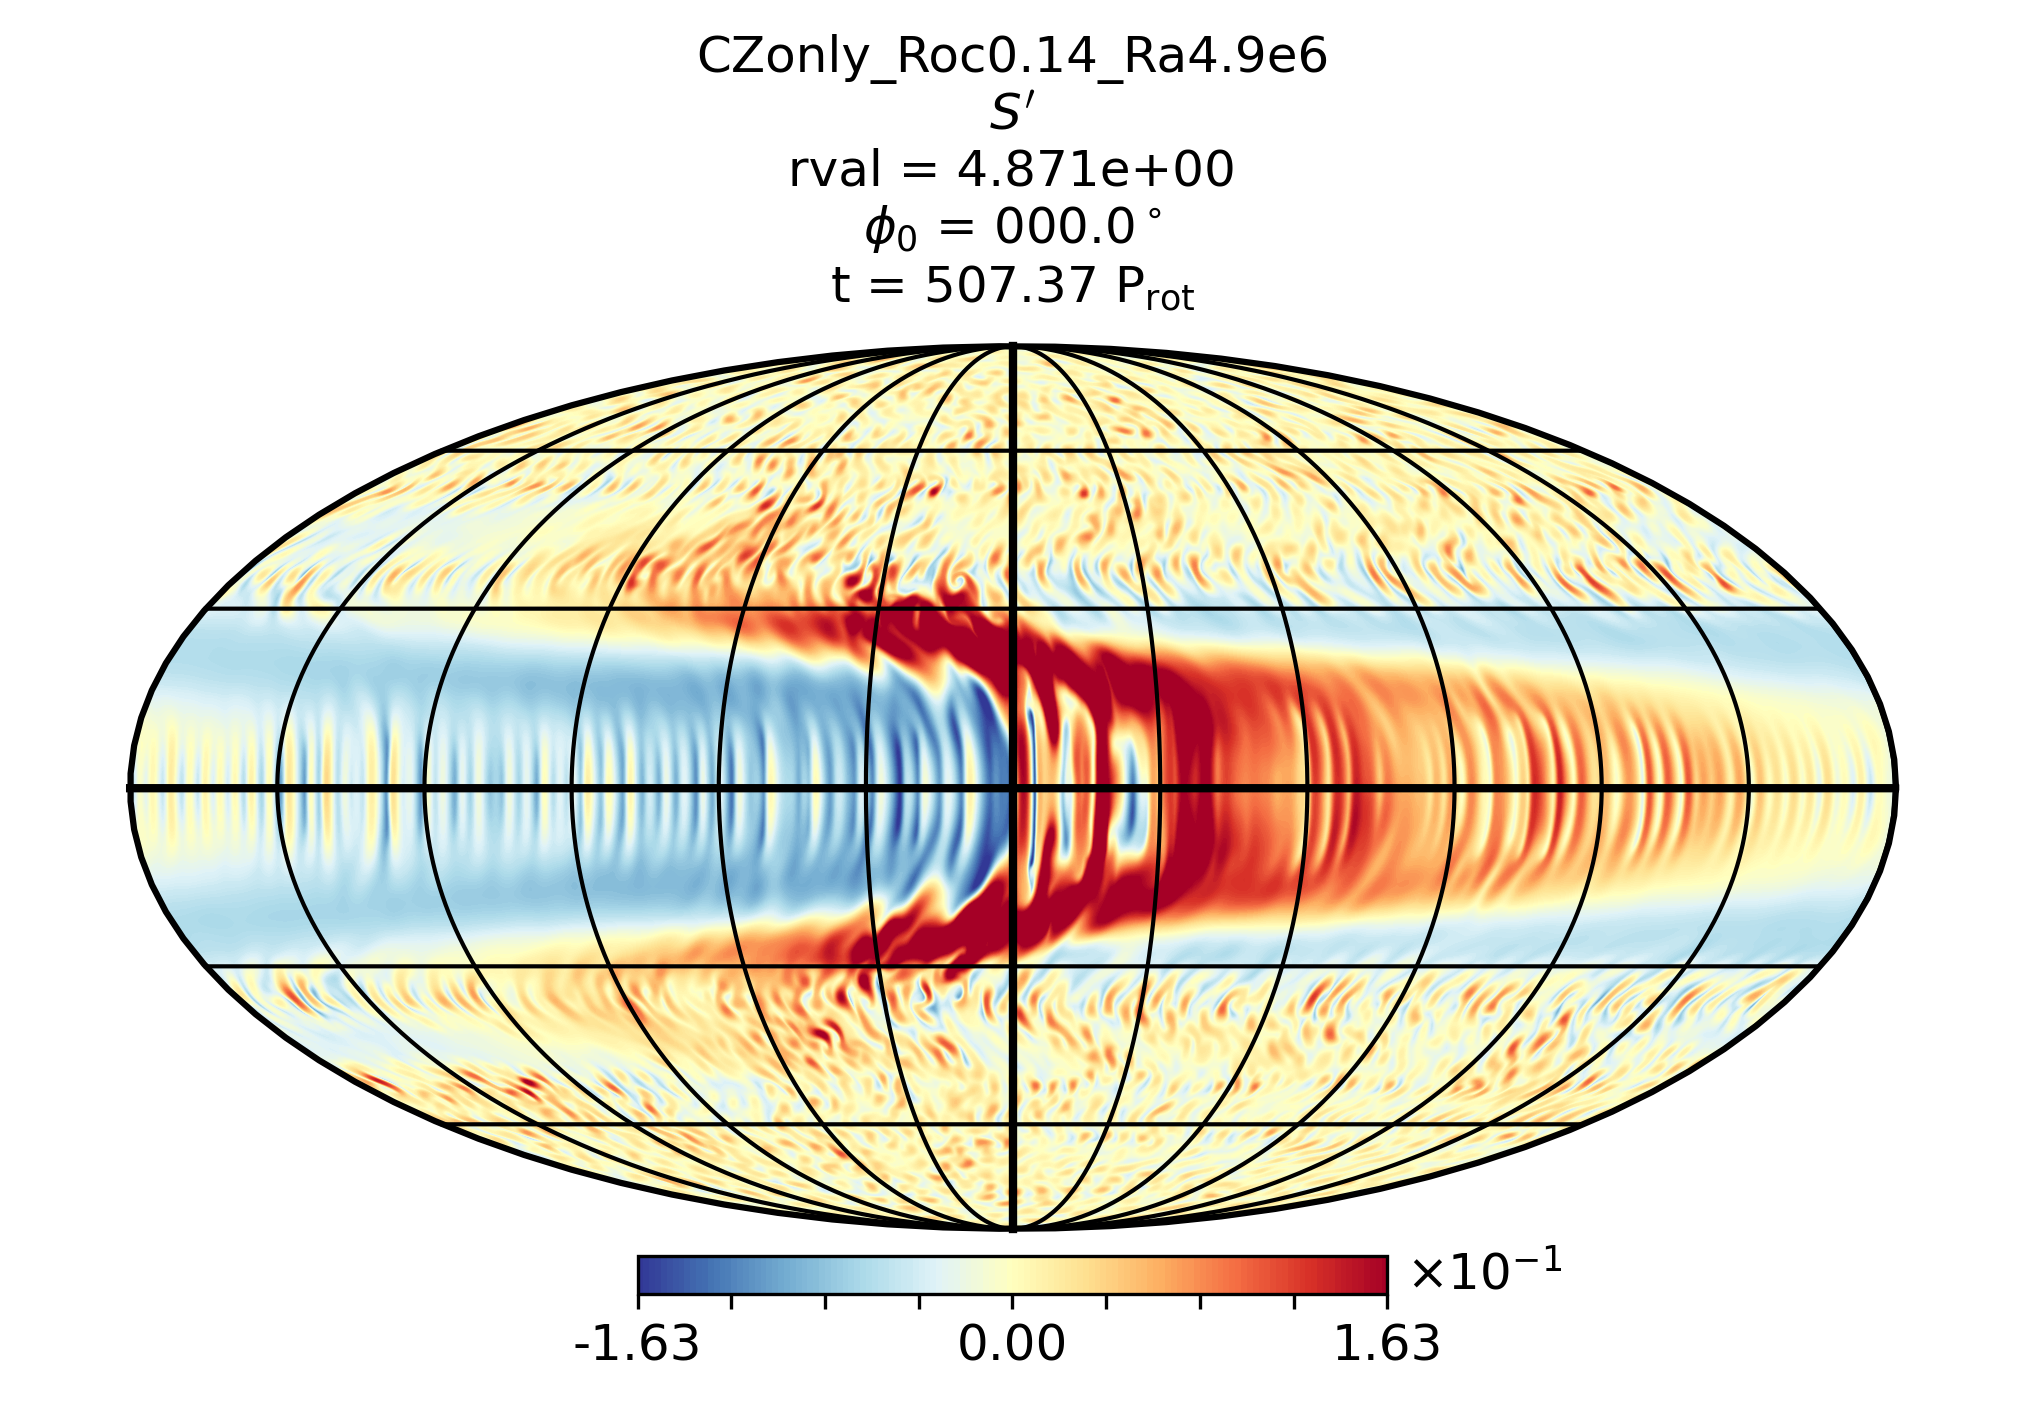 CZonly_Roc0.14_Ra4.9e6
S′
rval = 4.871e+00
ϕ₀ = 000.0°
t = 507.37 P_rot
×10⁻¹
-1.63 0.00 1.63